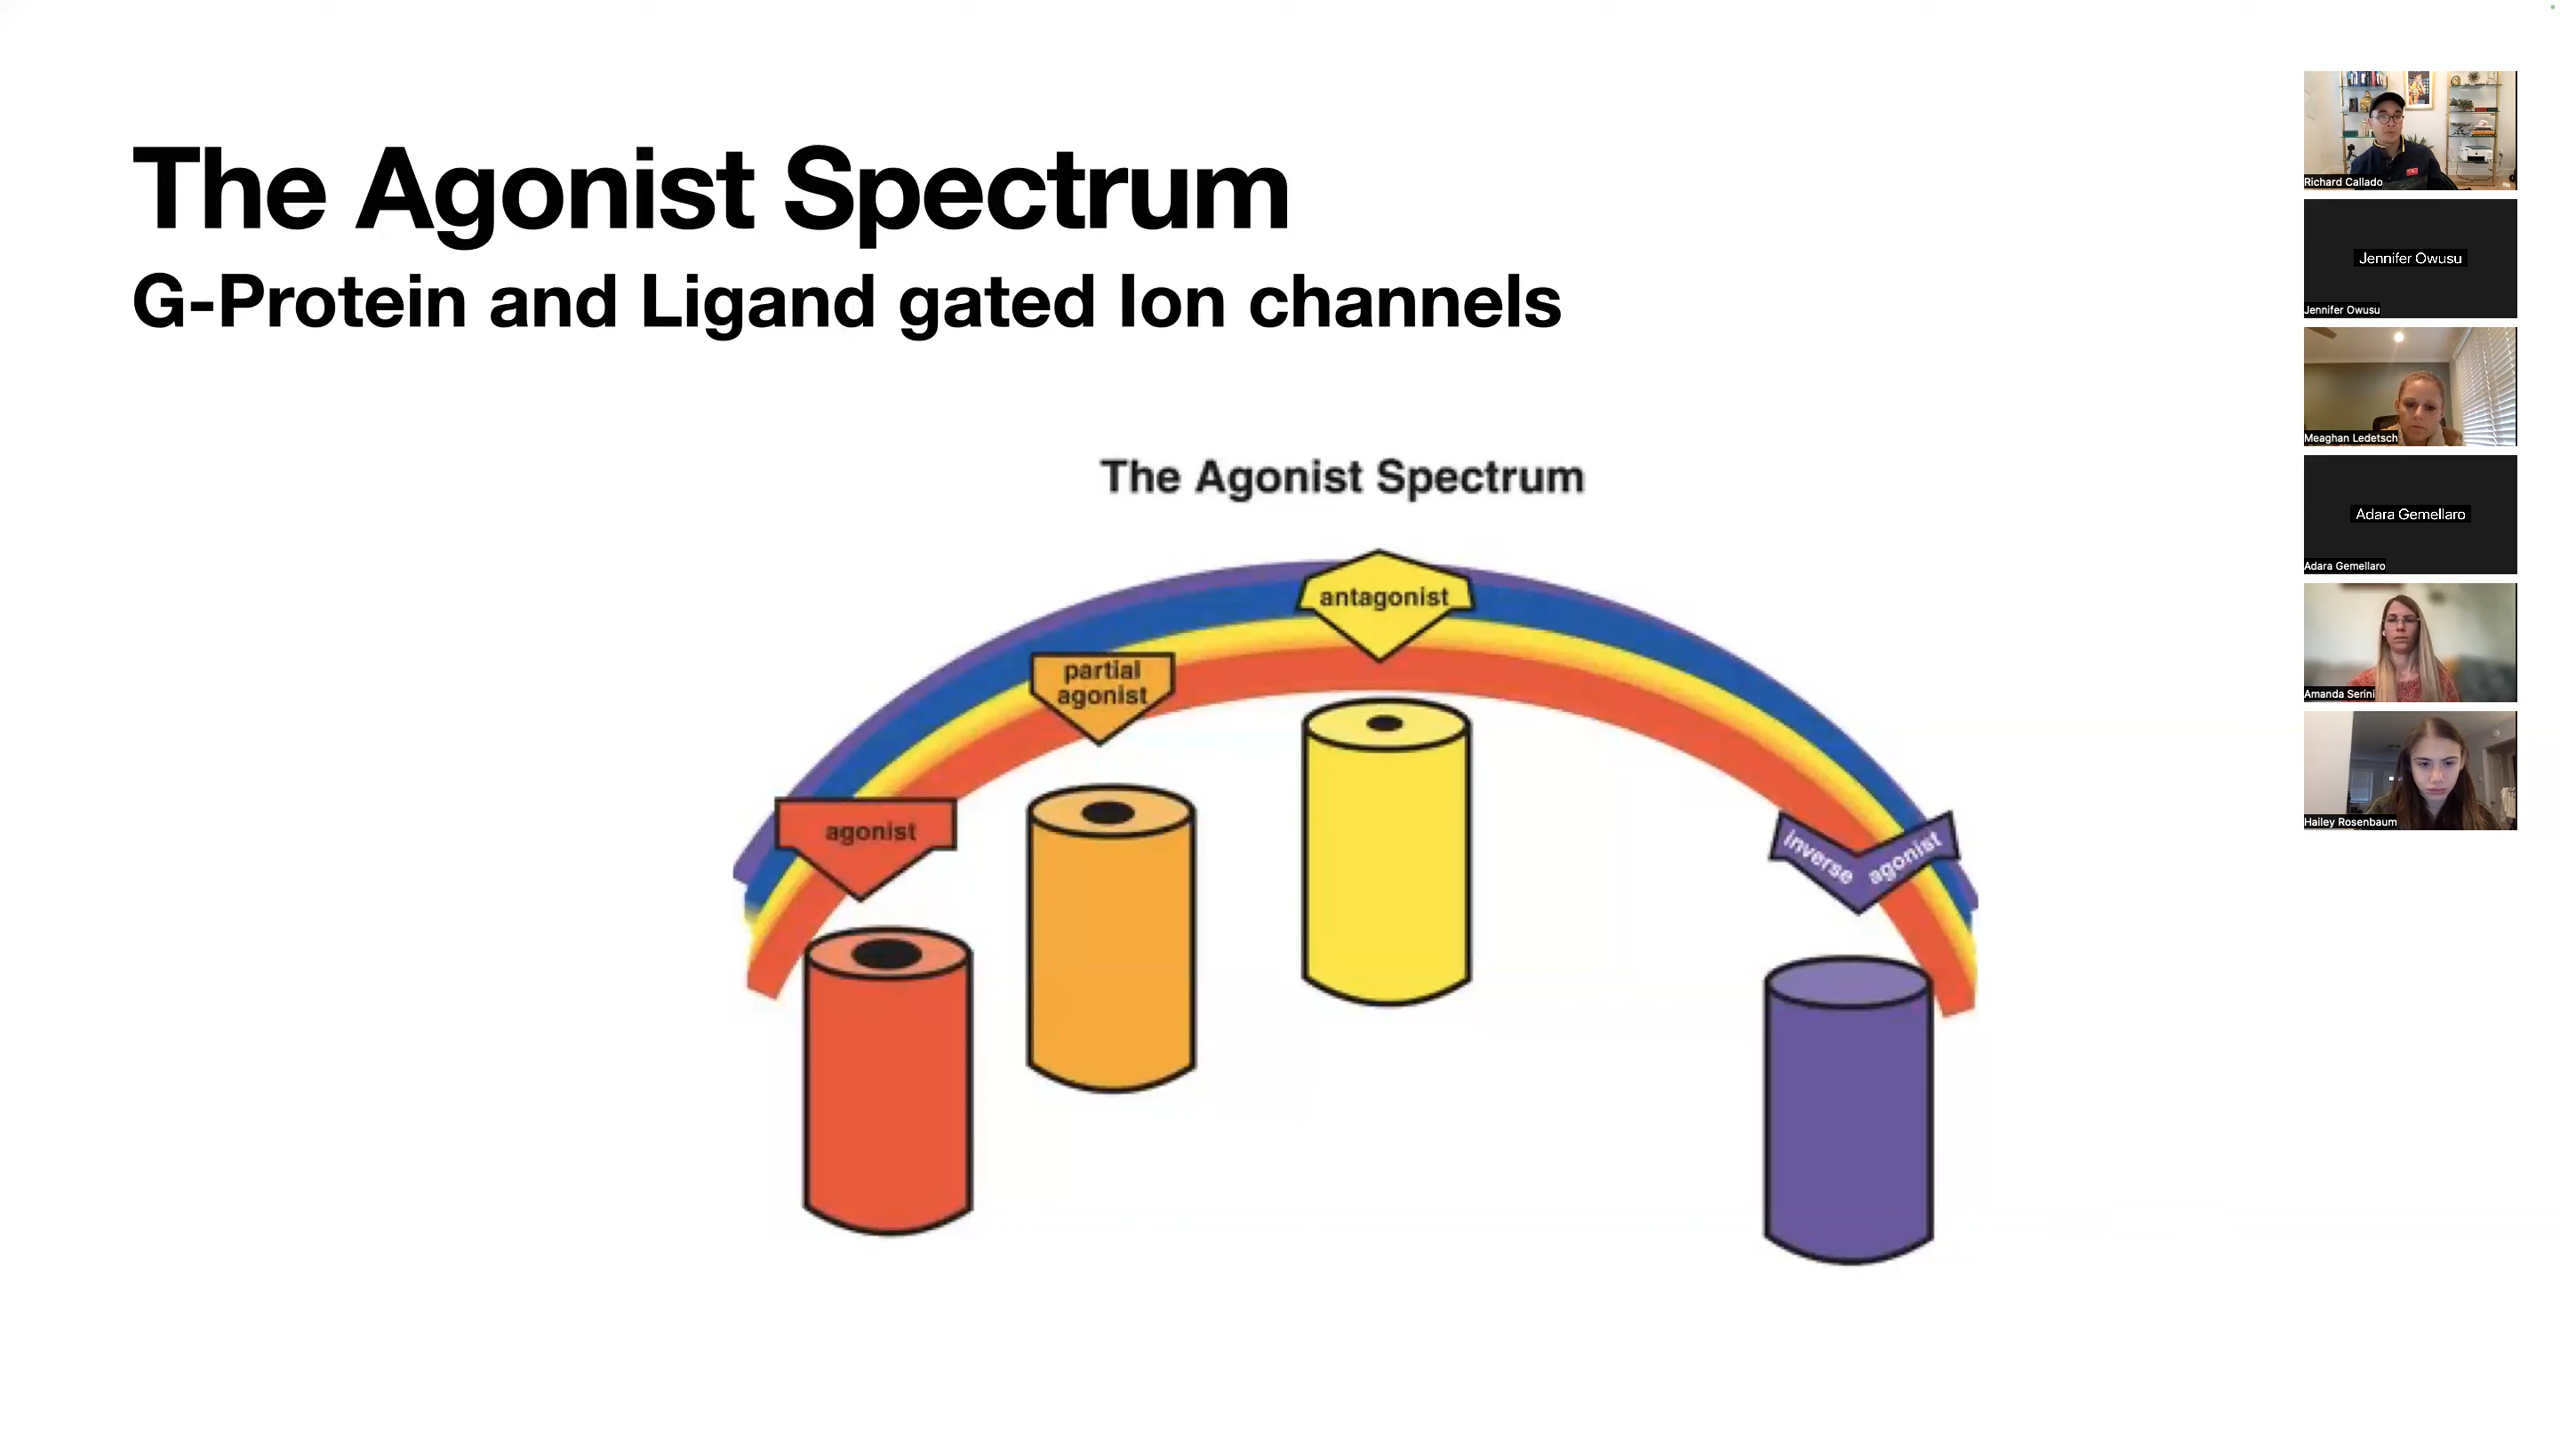 The Agonist Spectrum
G-Protein and Ligand gated Ion channels
The Agonist Spectrum
antagonist
partial
agonist
agonist
inverse agonist
Richard Callado
Jennifer Owusu
Jennifer Owusu
Meaghan Ledetsch
Adara Gemellaro
Adara Gemellaro
Amanda Serini
Hailey Rosenbaum